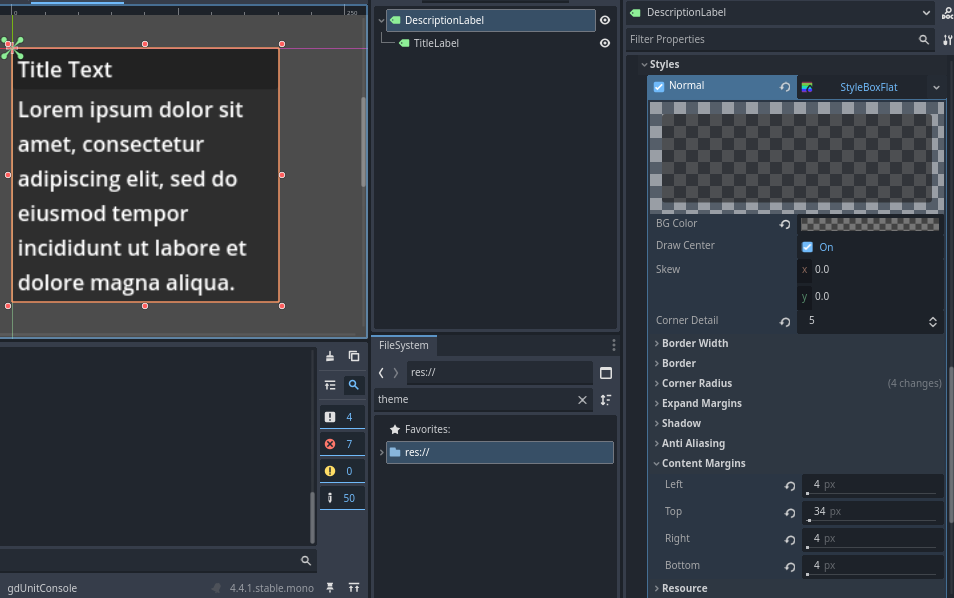 0
250
Title Text
Lorem ipsum dolor sit
amet, consectetur
adipiscing elit, sed do
eiusmod tempor
incididunt ut labore et
dolore magna aliqua.
4
7
0
50
gdUnitConsole
4.4.1.stable.mono
DescriptionLabel
TitleLabel
FileSystem
res://
theme
Favorites:
res://
DescriptionLabel
DOC
Filter Properties
Styles
Normal StyleBoxFlat
BG Color
Draw Center On
Skew x 0.0
y 0.0
Corner Detail 5
Border Width
Border
Corner Radius (4 changes)
Expand Margins
Shadow
Anti Aliasing
Content Margins
Left 4 px
Top 34 px
Right 4 px
Bottom 4 px
Resource